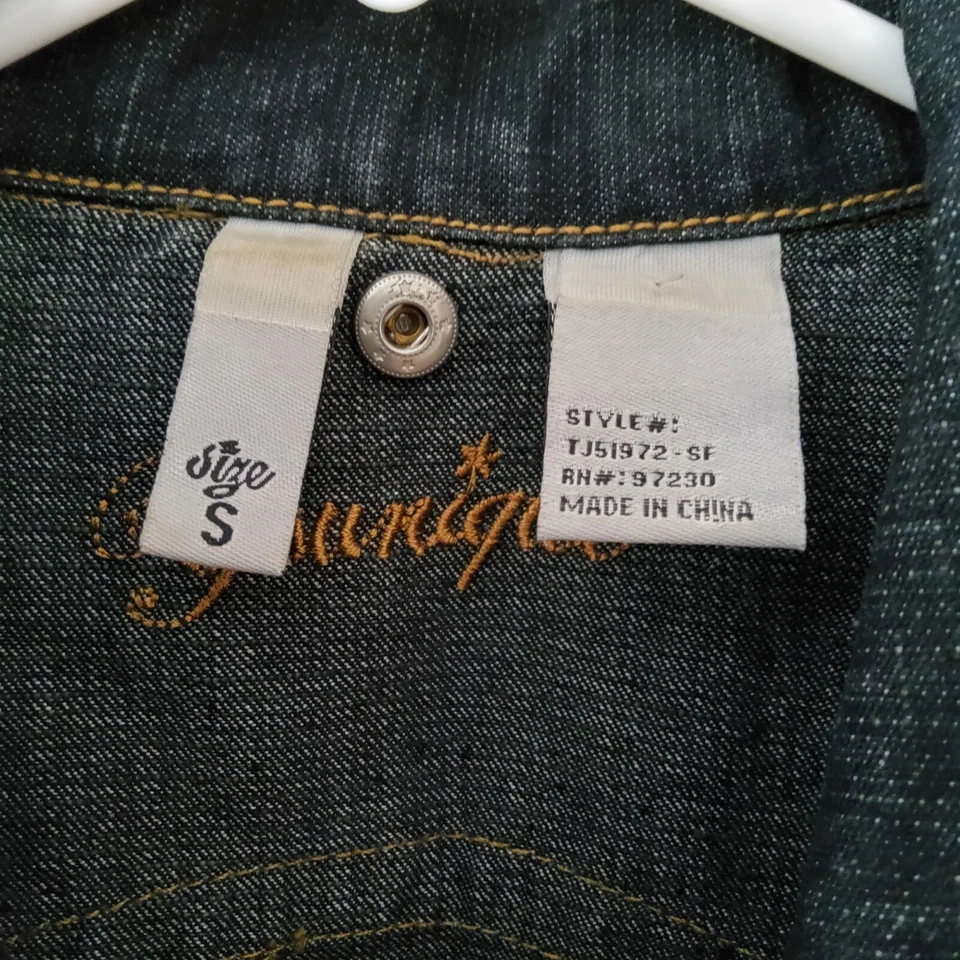 Size
S
STYLE#:
TJ51972-SF
RN#:97230
MADE IN CHINA